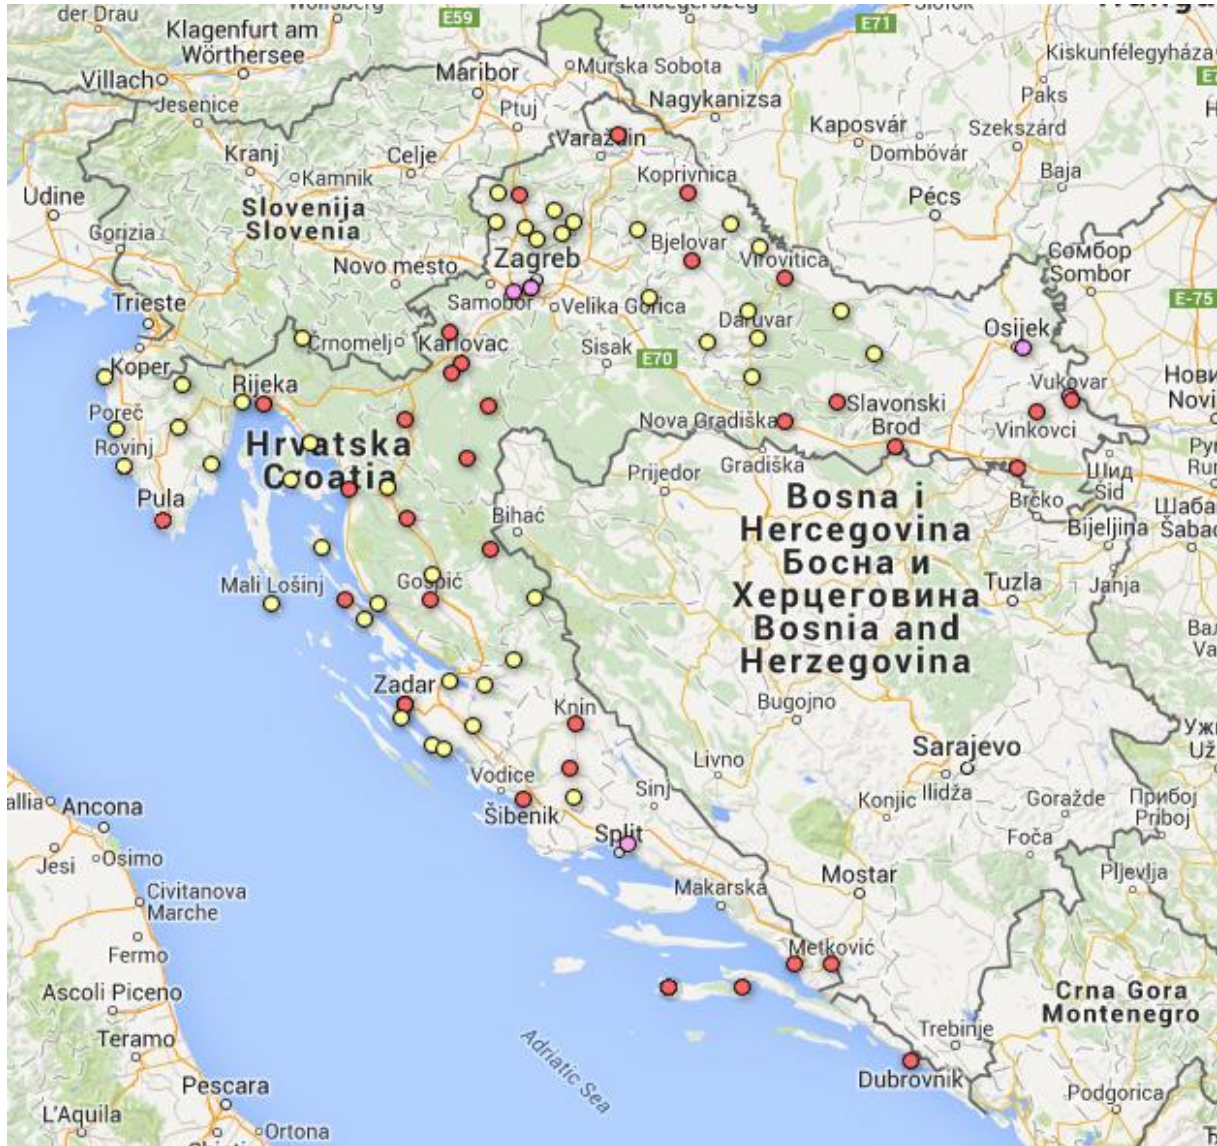 der Drau
E59
E71
Klagenfurt am
Wörthersee
Villach
Maribor
Murska Sobota
Kiskunfélegyháza
Jesenice
Ptuj
Nagykanizsa
Paks
Kaposvár
Szekszárd
Varaždin
Kranj
Celje
Dombóvár
Baja
Kamnik
Koprivnica
Udine
Slovenija
Slovenia
Pécs
Gorizia
Bjelovar
Novo mesto
Zagreb
Virovitica
Сомбор
Sombor
Trieste
Samobor
Velika Gorica
E-75
Daruvar
Osijek
Črnomelj
Karlovac
Sisak
E70
Koper
Rijeka
Vukovar
Нови
Novi
Poreč
Nova Gradiška
Slavonski
Brod
Vinkovci
Rovinj
Hrvatska
Croatia
Prijedor
Gradiška
Шид
Šid
Pula
Bosna i
Hercegovina
Босна и
Херцеговина
Bosnia and
Herzegovina
Brčko
Bihać
Bijeljina
Mali Lošinj
Gospić
Tuzla
Janja
Zadar
Knin
Bugojno
Sarajevo
Livno
Vodice
Sinj
Ilidža
Konjic
Goražde
Прибој
Priboj
Ancona
Šibenik
Split
Foča
Jesi
Osimo
Pljevlja
Civitanova
Marche
Makarska
Mostar
Fermo
Metković
Ascoli Piceno
Crna Gora
Montenegro
Teramo
Adriatic Sea
Trebinje
Dubrovnik
Pescara
Podgorica
L'Aquila
Ortona